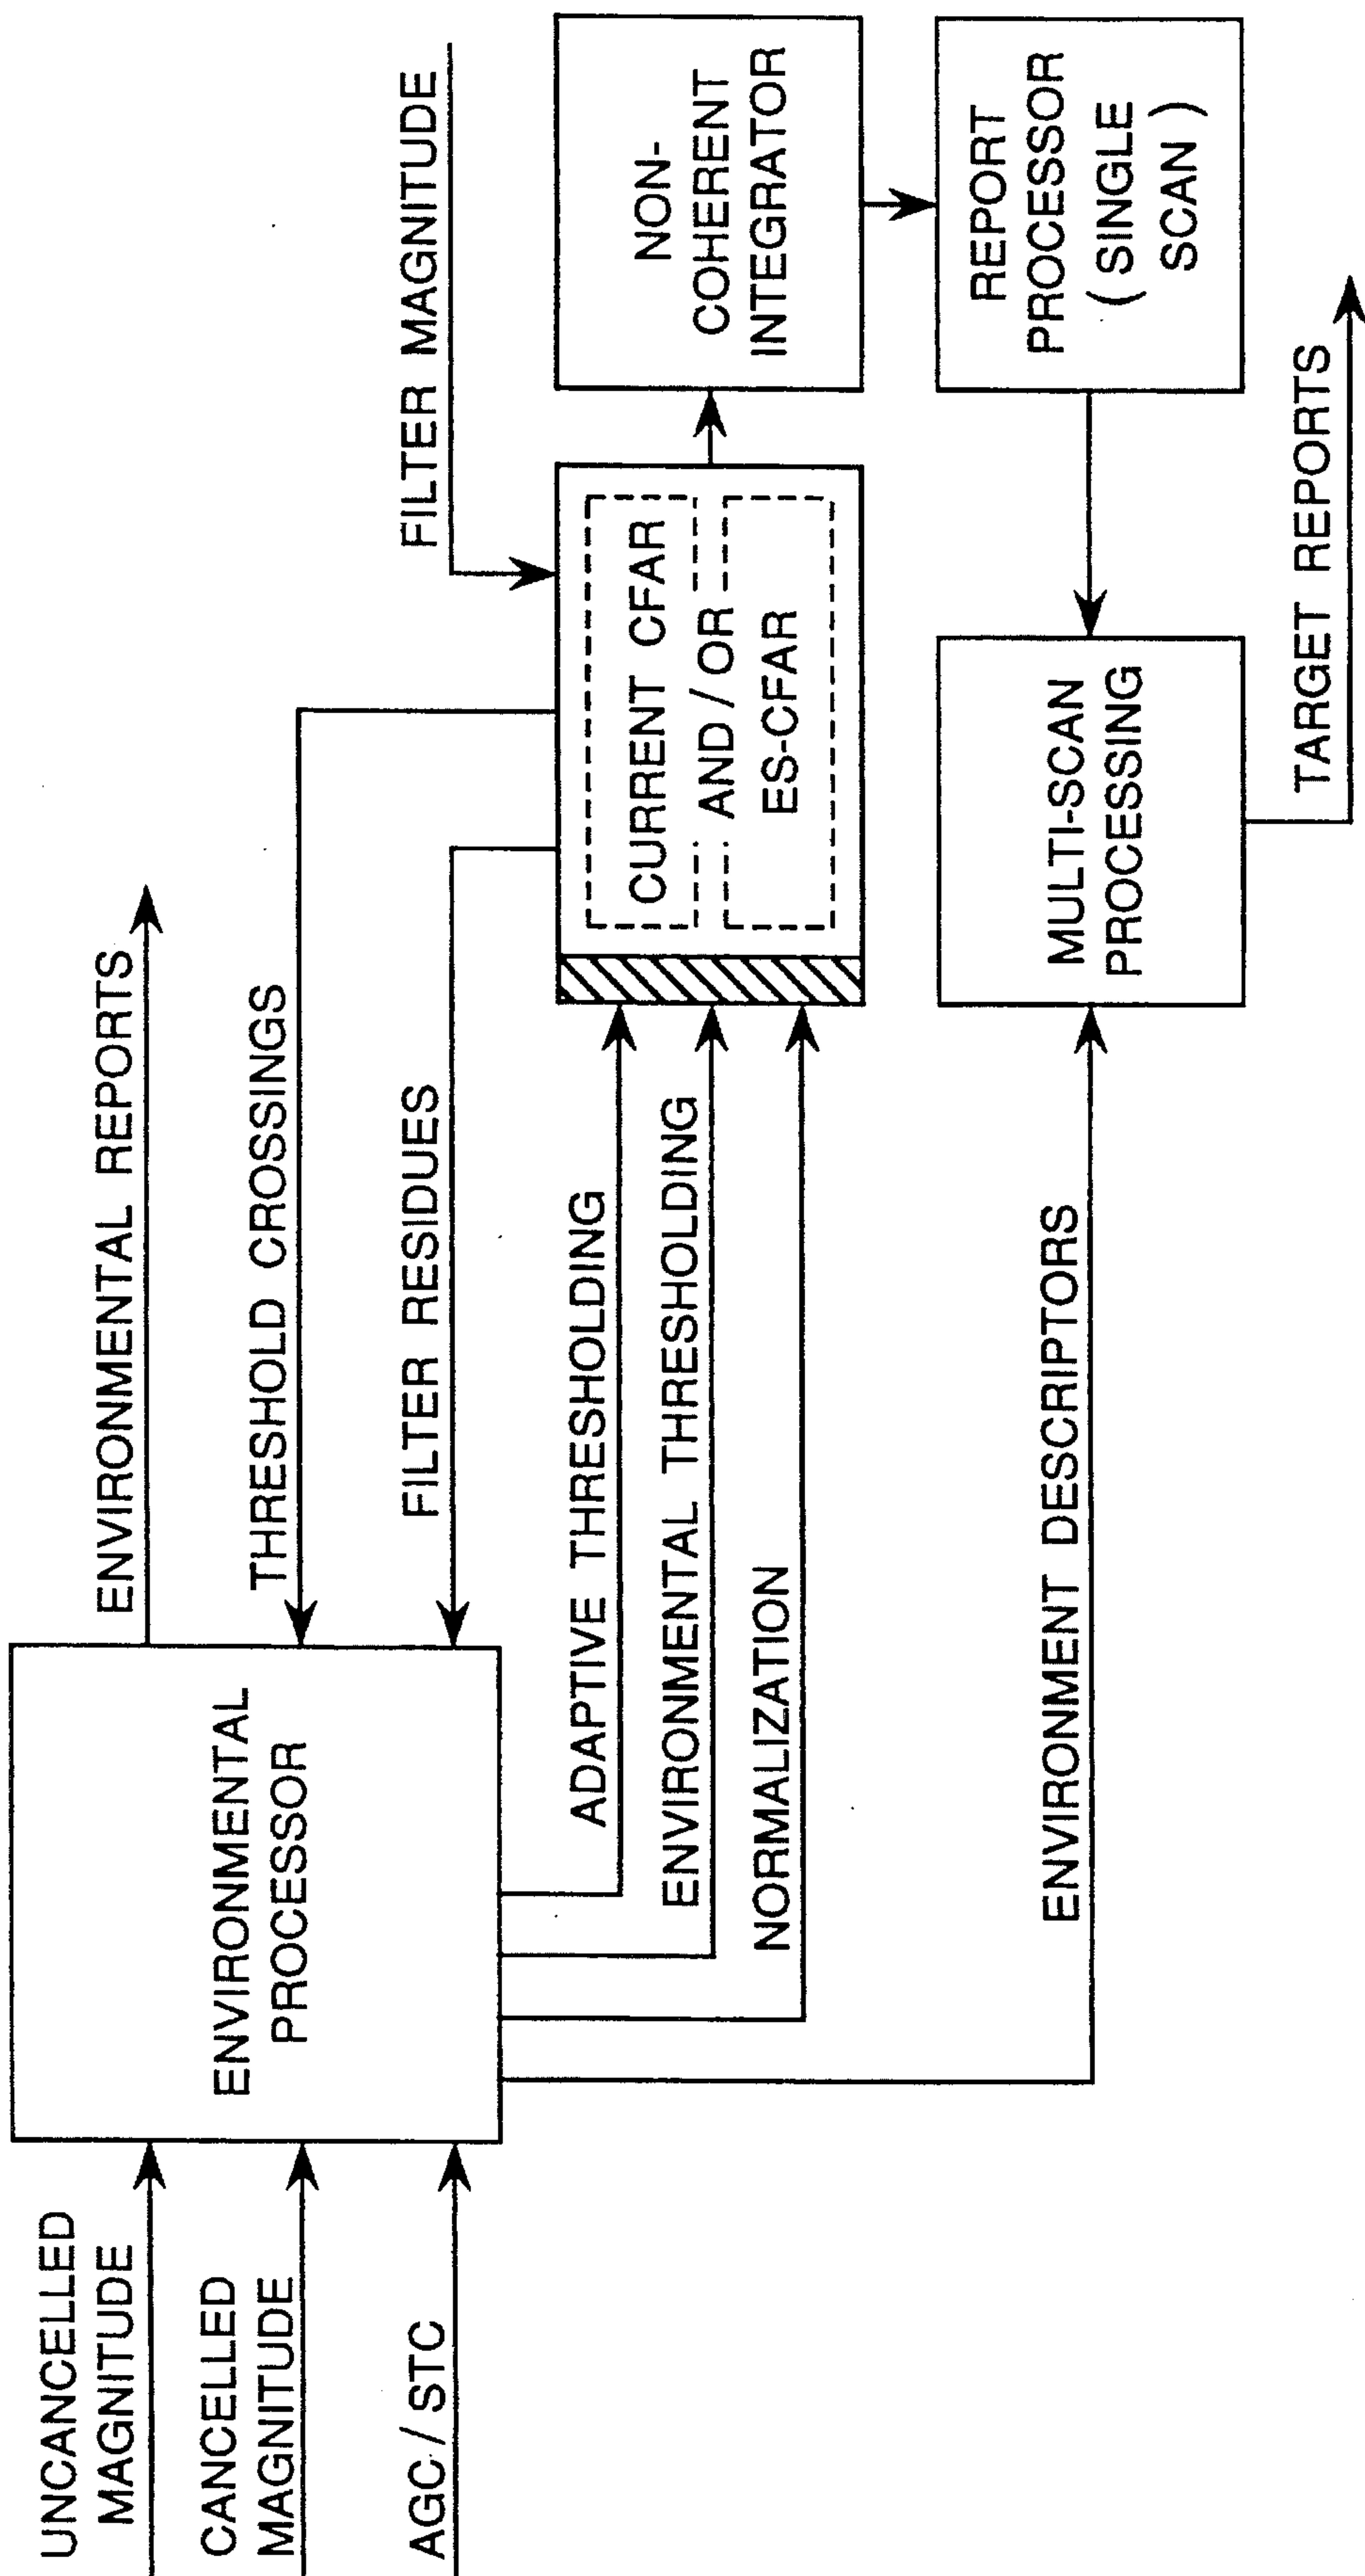 UNCANCELLED
MAGNITUDE
CANCELLED
MAGNITUDE
AGC / STC
ENVIRONMENTAL
PROCESSOR
ENVIRONMENTAL REPORTS
THRESHOLD CROSSINGS
FILTER RESIDUES
ADAPTIVE THRESHOLDING
ENVIRONMENTAL THRESHOLDING
NORMALIZATION
ENVIRONMENT DESCRIPTORS
FILTER MAGNITUDE
CURRENT CFAR
AND / OR
ES-CFAR
NON-
COHERENT
INTEGRATOR
REPORT
PROCESSOR
( SINGLE
SCAN )
MULTI-SCAN
PROCESSING
TARGET REPORTS